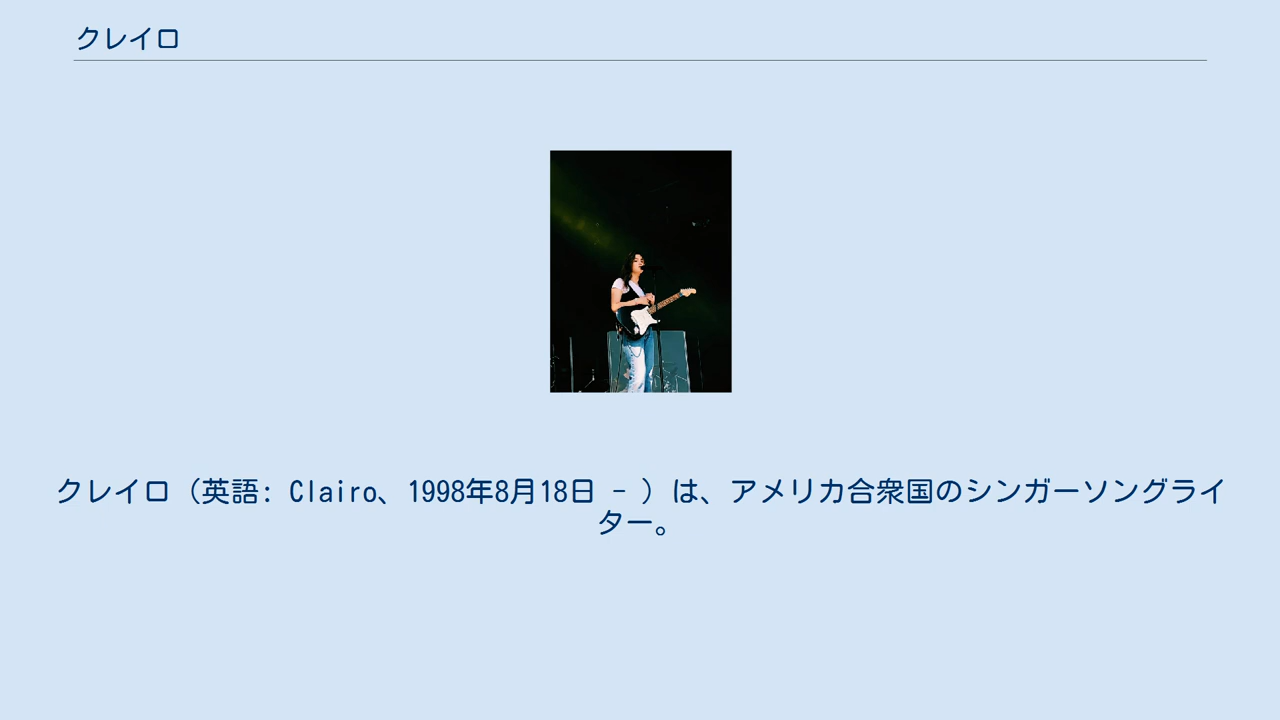 クレイロ
クレイロ（英語: Clairo、1998年8月18日 - ）は、アメリカ合衆国のシンガーソングライ
ター。